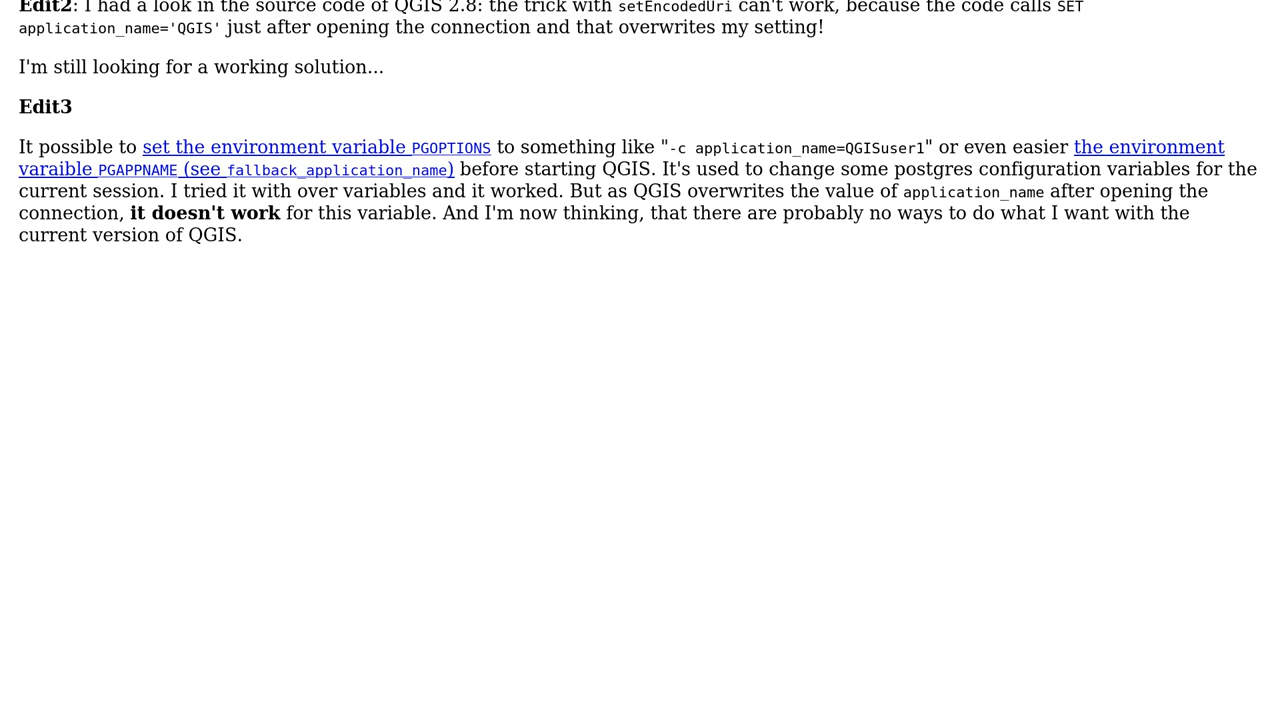 Edit2: I had a look in the source code of QGIS 2.8: the trick with setEncodedUri can't work, because the code calls SET
application_name='QGIS' just after opening the connection and that overwrites my setting!
I'm still looking for a working solution...
Edit3
It possible to set the environment variable PGOPTIONS to something like "-c application_name=QGISuser1" or even easier the environment
varaible PGAPPNAME (see fallback_application_name) before starting QGIS. It's used to change some postgres configuration variables for the
current session. I tried it with over variables and it worked. But as QGIS overwrites the value of application_name after opening the
connection, it doesn't work for this variable. And I'm now thinking, that there are probably no ways to do what I want with the
current version of QGIS.